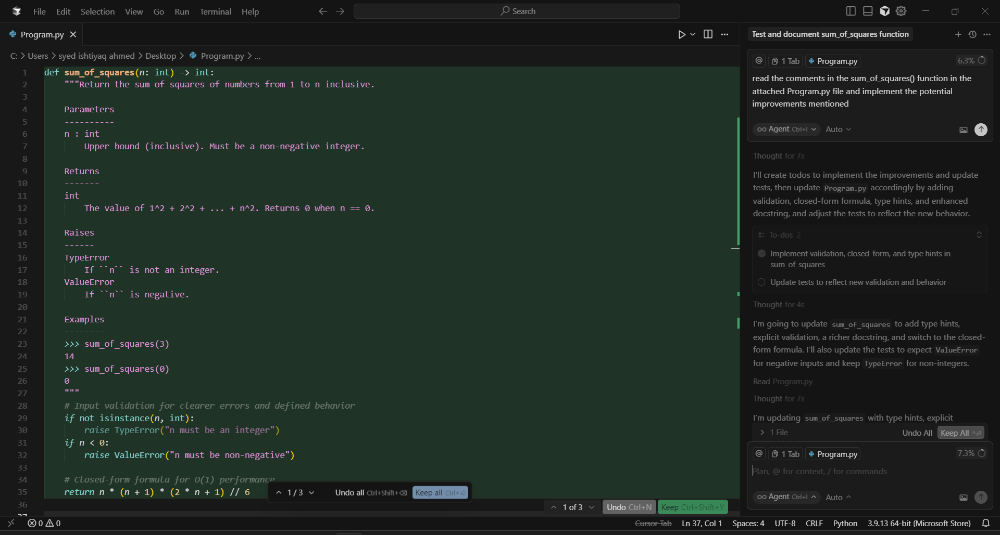 File Edit Selection View Go Run Terminal Help
Search
Program.py
C: > Users > syed ishtiyaq ahmed > Desktop > Program.py > ...
1 def sum_of_squares(n: int) -> int:
2 """Return the sum of squares of numbers from 1 to n inclusive.
3
4 Parameters
5 ----------
6 n : int
7 Upper bound (inclusive). Must be a non-negative integer.
8
9 Returns
10 -------
11 int
12 The value of 1^2 + 2^2 + ... + n^2. Returns 0 when n == 0.
13
14 Raises
15 ------
16 TypeError
17 If ``n`` is not an integer.
18 ValueError
19 If ``n`` is negative.
20
21 Examples
22 --------
23 >>> sum_of_squares(3)
24 14
25 >>> sum_of_squares(0)
26 0
27 """
28 # Input validation for clearer errors and defined behavior
29 if not isinstance(n, int):
30 raise TypeError("n must be an integer")
31 if n < 0:
32 raise ValueError("n must be non-negative")
33
34 # Closed-form formula for O(1) performance
35 return n * (n + 1) * (2 * n + 1) // 6
36
1/3 Undo all Ctrl+Shift+⌫ Keep all Ctrl+⏎
1 of 3 Undo Ctrl+N Keep Ctrl+Shift+Y
Test and document sum_of_squares function
@ 1 Tab Program.py 6.3%
read the comments in the sum_of_squares() function in the
attached Program.py file and implement the potential
improvements mentioned
Agent Ctrl+I Auto
Thought for 7s
I'll create todos to implement the improvements and update
tests, then update Program.py accordingly by adding
validation, closed-form formula, type hints, and enhanced
docstring, and adjust the tests to reflect the new behavior.
To-dos 2
Implement validation, closed-form, and type hints in
sum_of_squares
Update tests to reflect new validation and behavior
Thought for 4s
I'm going to update sum_of_squares to add type hints,
explicit validation, a richer docstring, and switch to the closed-
form formula. I'll also update the tests to expect ValueError
for negative inputs and keep TypeError for non-integers.
Read Program.py
Thought for 7s
I'm updating sum_of_squares with type hints, explicit
> 1 File Undo All Keep All ^⏎
@ 1 Tab Program.py 7.3%
Plan, @ for context, / for commands
Agent Ctrl+I Auto
0 0 Cursor Tab Ln 37, Col 1 Spaces: 4 UTF-8 CRLF Python 3.9.13 64-bit (Microsoft Store)